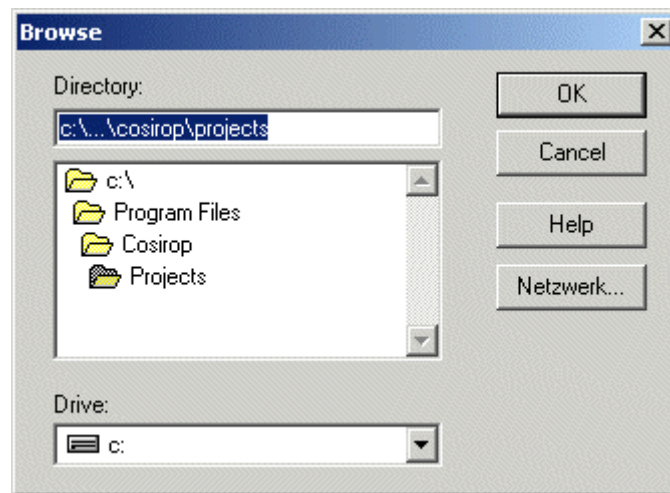 Browse
Directory:
c:\...\cosirop\projects
c:\
Program Files
Cosirop
Projects
Drive:
c:
OK
Cancel
Help
Netzwerk...